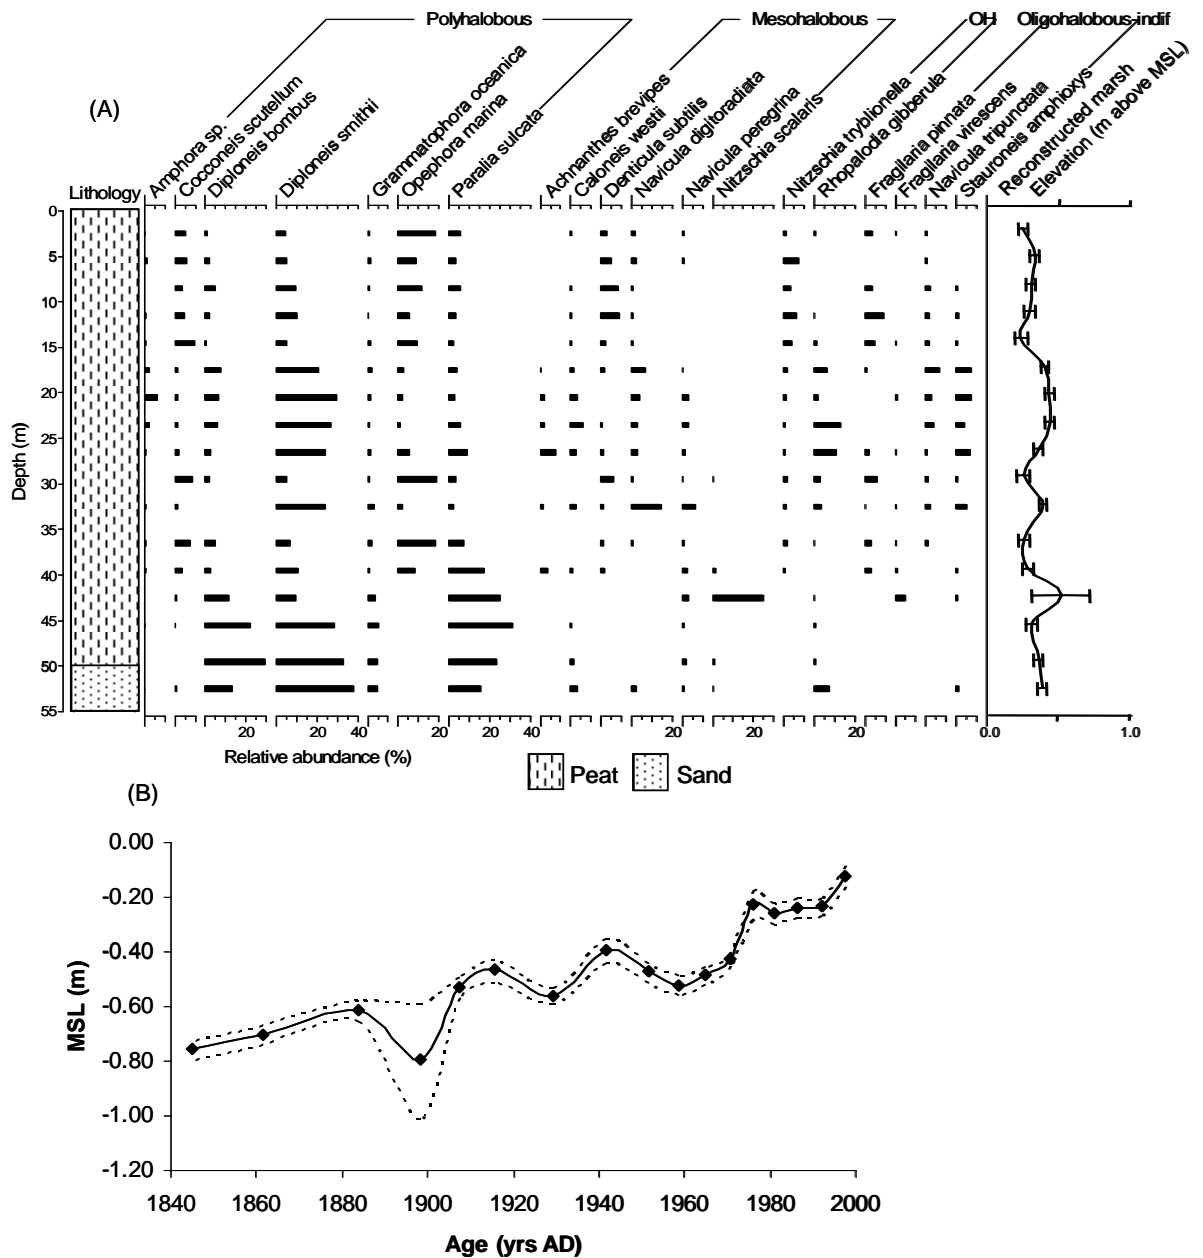 Polyhalobous Mesohalobous OH Oligohalobous-indif
(A)
Amphora sp.
Cocconeis scutellum
Diploneis bombus
Diploneis smithii
Grammatophora oceanica
Opephora marina
Paralia sulcata
Achnanthes brevipes
Caloneis westii
Denticula subtilis
Navicula digitoradiata
Navicula peregrina
Nitzschia scalaris
Nitzschia tryblionella
Rhopalodia gibberula
Fragilaria pinnata
Fragilaria virescens
Navicula tripunctata
Stauroneis amphioxys
Reconstructed marsh
Elevation (m above MSL)
Lithology
0
5
10
15
20
25
30
35
40
45
50
55
Depth (m)
20 20 40 20 20 40 20 20 0.0 1.0
Relative abundance (%)
Peat Sand
(B)
0.00
-0.20
-0.40
-0.60
-0.80
-1.00
-1.20
MSL (m)
1840 1860 1880 1900 1920 1940 1960 1980 2000
Age (yrs AD)